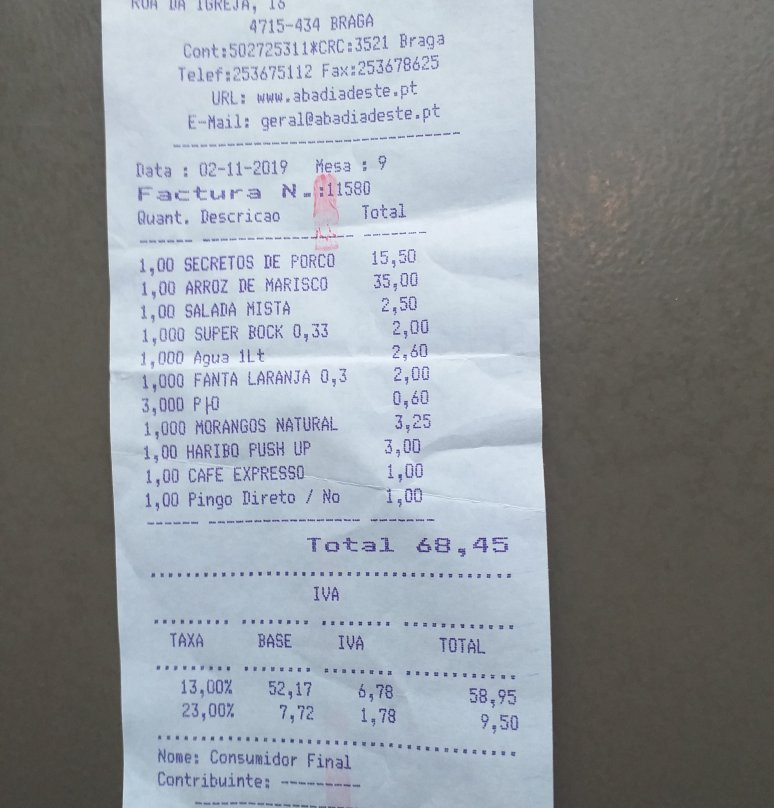 RUA DA IGREJA, 18
4715-434 BRAGA
Cont:502725311*CRC:3521 Braga
Telef:253675112 Fax:253678625
URL: www.abadiadeste.pt
E-Mail: geral@abadiadeste.pt
Data : 02-11-2019 Mesa : 9
Factura N.:11580
Quant. Descricao Total
1,00 SECRETOS DE PORCO 15,50
1,00 ARROZ DE MARISCO 35,00
1,00 SALADA MISTA 2,50
1,000 SUPER BOCK 0,33 2,00
1,000 Agua 1Lt 2,60
1,000 FANTA LARANJA 0,3 2,00
3,000 P├O 0,60
1,000 MORANGOS NATURAL 3,25
1,00 HARIBO PUSH UP 3,00
1,00 CAFE EXPRESSO 1,00
1,00 Pingo Direto / No 1,00
Total 68,45
IVA
TAXA BASE IVA TOTAL
13,00% 52,17 6,78 58,95
23,00% 7,72 1,78 9,50
Nome: Consumidor Final
Contribuinte: ---------